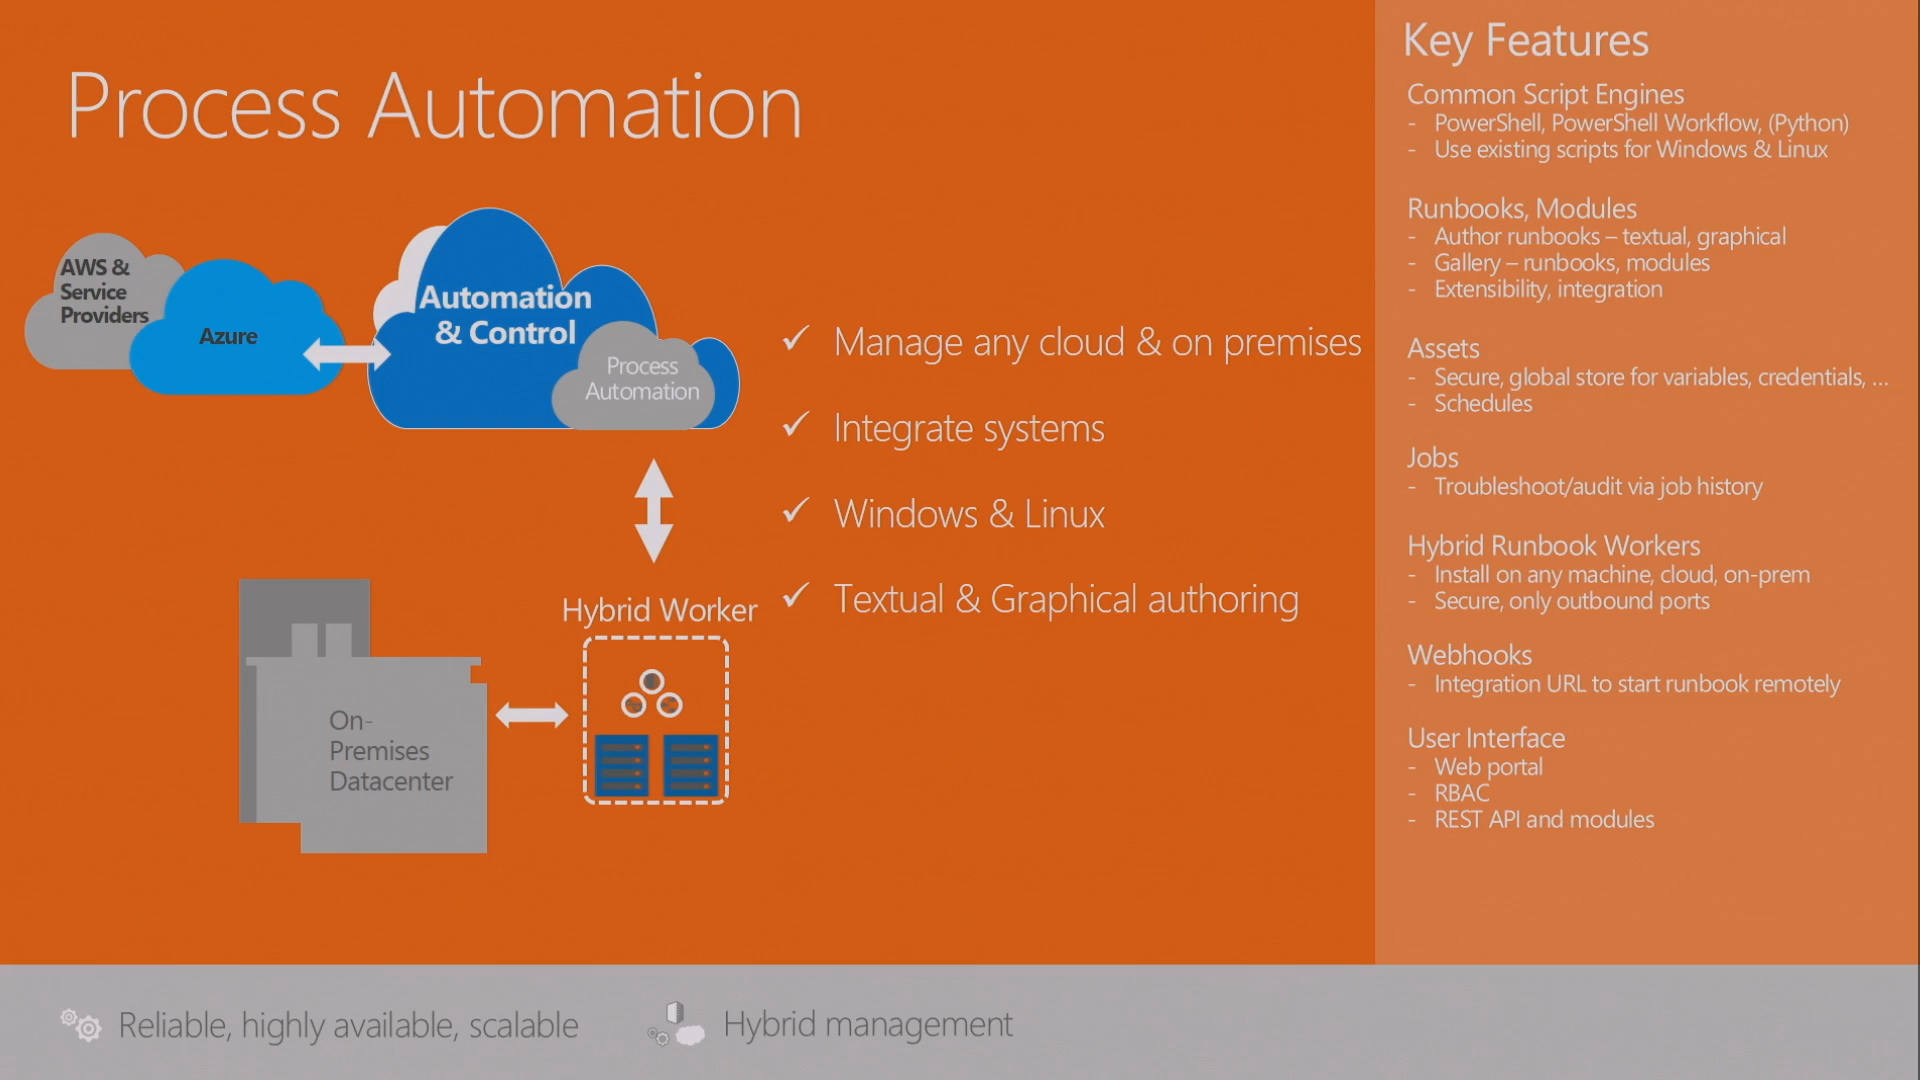 Process Automation
AWS &
Service
Providers
Azure
Automation
& Control
Process
Automation
Hybrid Worker
On-
Premises
Datacenter
✓ Manage any cloud & on premises
✓ Integrate systems
✓ Windows & Linux
✓ Textual & Graphical authoring
Key Features
Common Script Engines
- PowerShell, PowerShell Workflow, (Python)
- Use existing scripts for Windows & Linux
Runbooks, Modules
- Author runbooks – textual, graphical
- Gallery – runbooks, modules
- Extensibility, integration
Assets
- Secure, global store for variables, credentials, ...
- Schedules
Jobs
- Troubleshoot/audit via job history
Hybrid Runbook Workers
- Install on any machine, cloud, on-prem
- Secure, only outbound ports
Webhooks
- Integration URL to start runbook remotely
User Interface
- Web portal
- RBAC
- REST API and modules
Reliable, highly available, scalable
Hybrid management